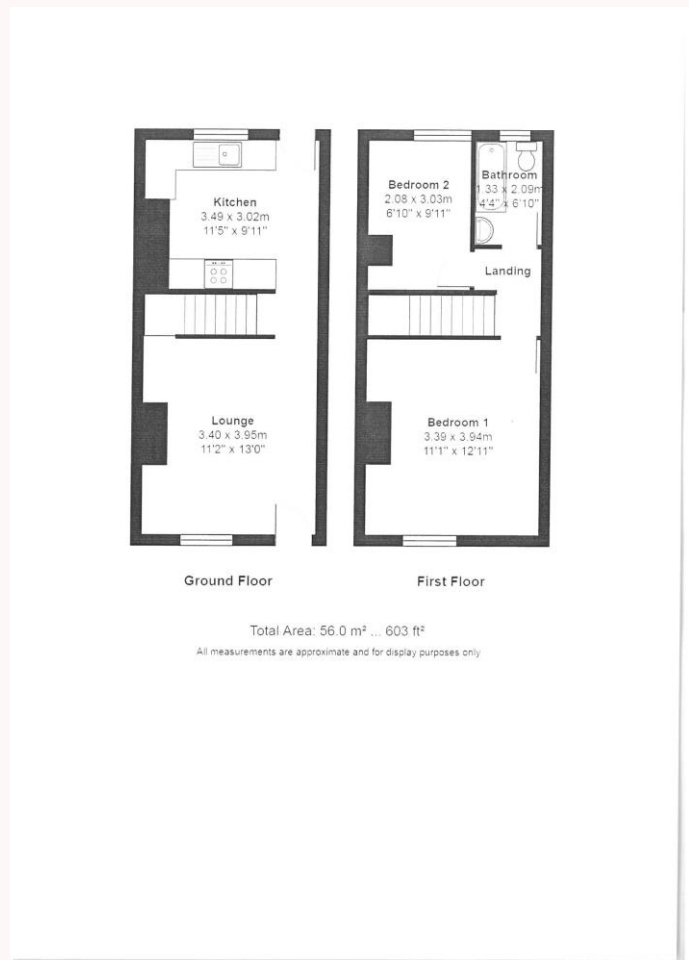 Kitchen
3.49 x 3.02m
11'5" x 9'11"
Lounge
3.40 x 3.95m
11'2" x 13'0"
Ground Floor
Bedroom 2
2.08 x 3.03m
6'10" x 9'11"
Bathroom
1.33 x 2.09m
4'4" x 6'10"
Landing
Bedroom 1
3.39 x 3.94m
11'1" x 12'11"
First Floor
Total Area: 56.0 m² ... 603 ft²
All measurements are approximate and for display purposes only